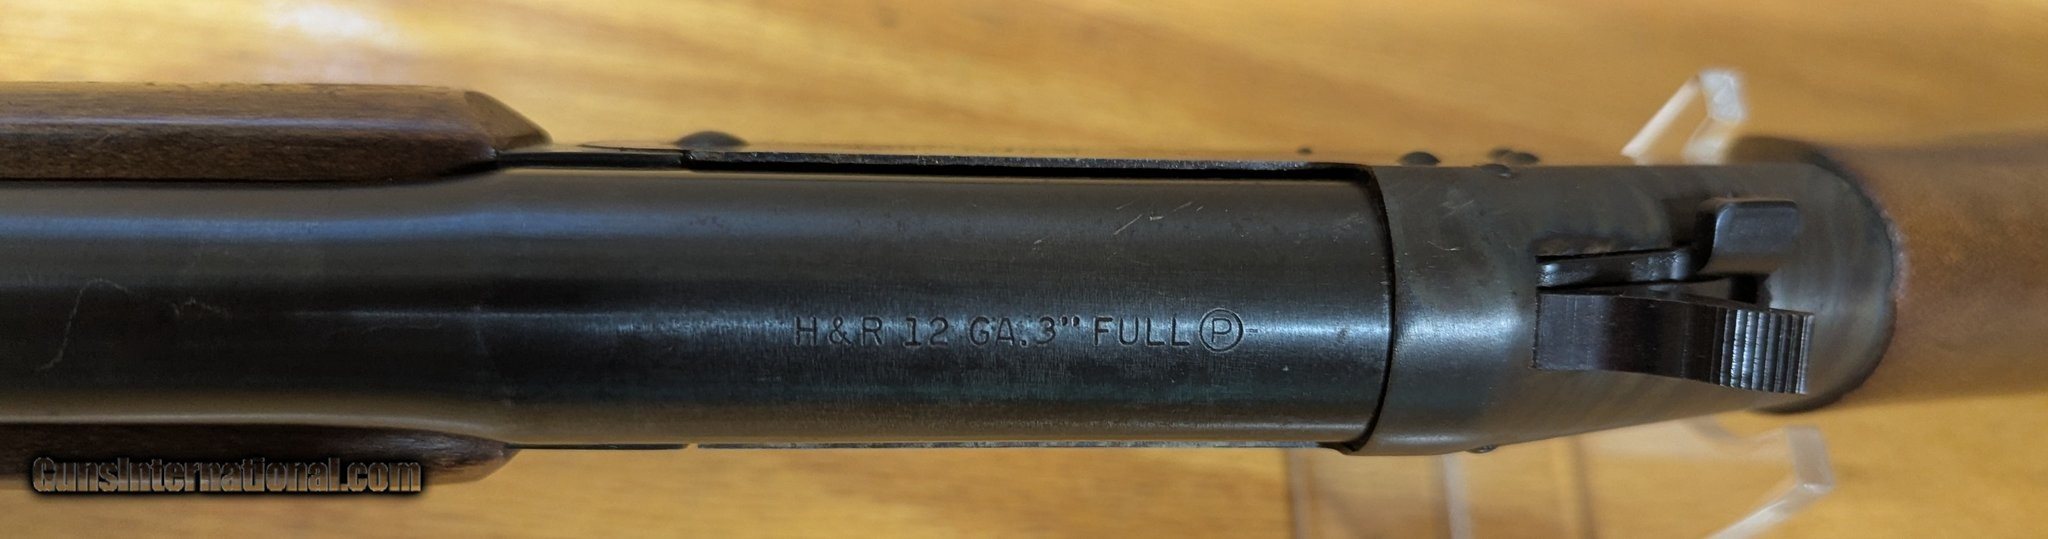 H & R 12 GA. 3" FULL Ⓟ
GunsInternational.com